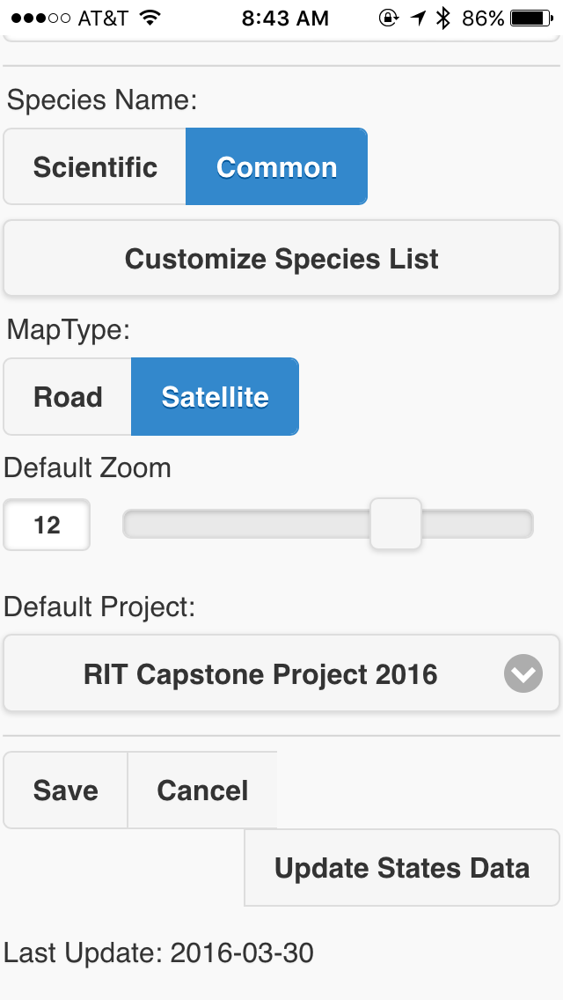 AT&T 8:43 AM 86%
Species Name:
Scientific Common
Customize Species List
MapType:
Road Satellite
Default Zoom
12
Default Project:
RIT Capstone Project 2016
Save Cancel
Update States Data
Last Update: 2016-03-30